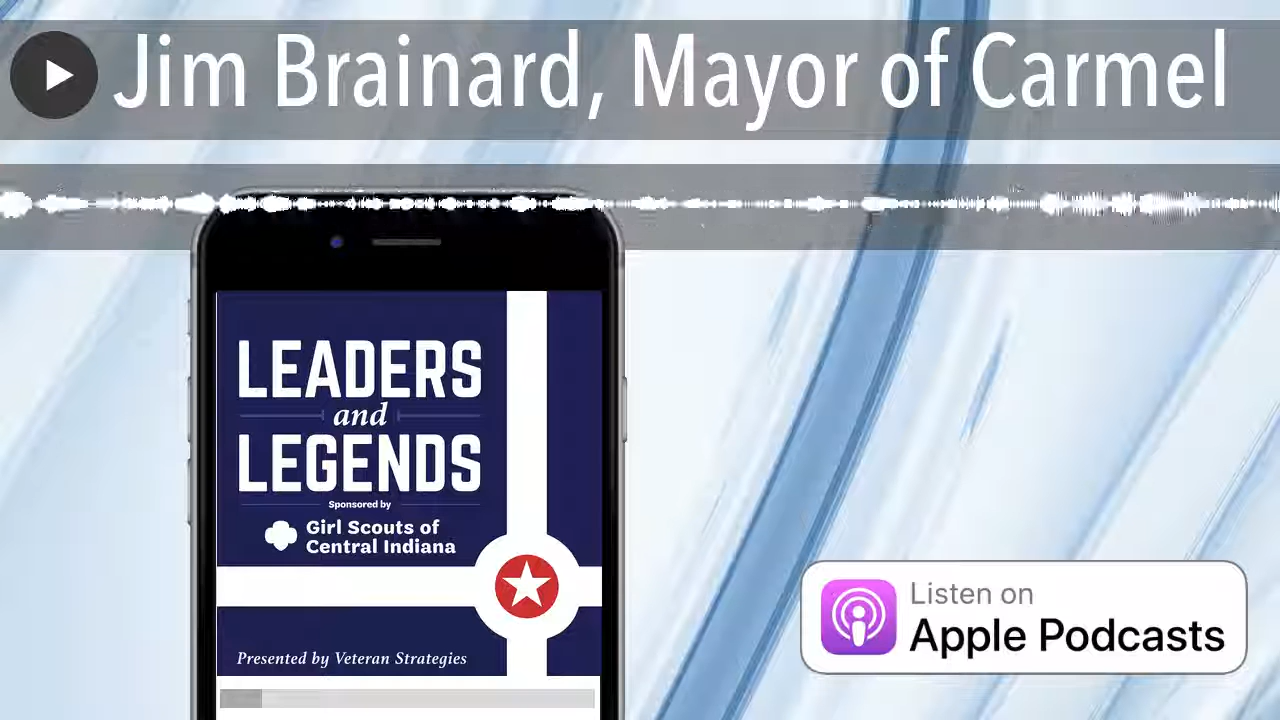 Jim Brainard, Mayor of Carmel
LEADERS
and
LEGENDS
Sponsored by
Girl Scouts of
Central Indiana
Presented by Veteran Strategies
Listen on
Apple Podcasts